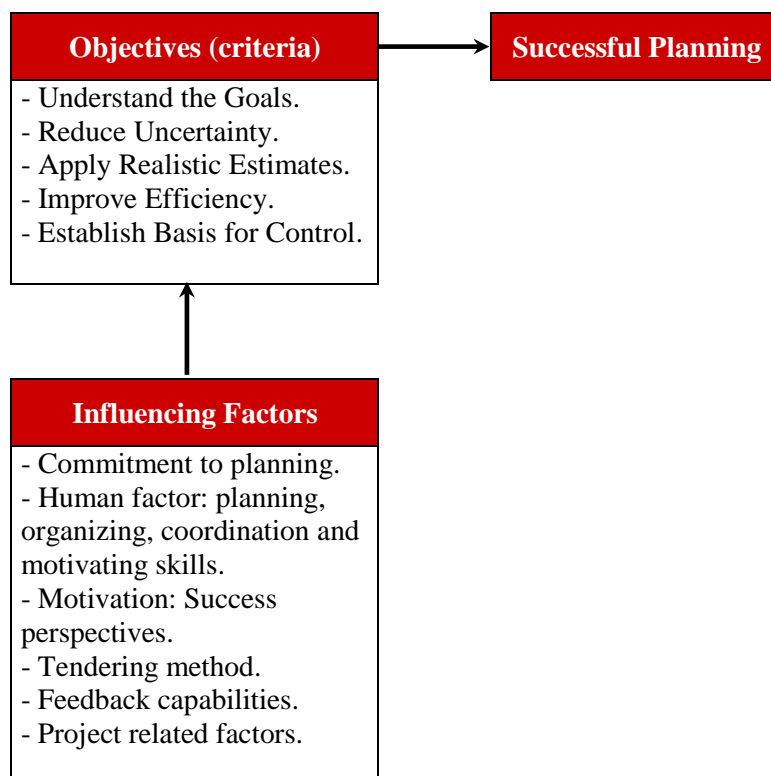 Objectives (criteria)
Successful Planning
- Understand the Goals.
- Reduce Uncertainty.
- Apply Realistic Estimates.
- Improve Efficiency.
- Establish Basis for Control.
Influencing Factors
- Commitment to planning.
- Human factor: planning,
organizing, coordination and
motivating skills.
- Motivation: Success
perspectives.
- Tendering method.
- Feedback capabilities.
- Project related factors.